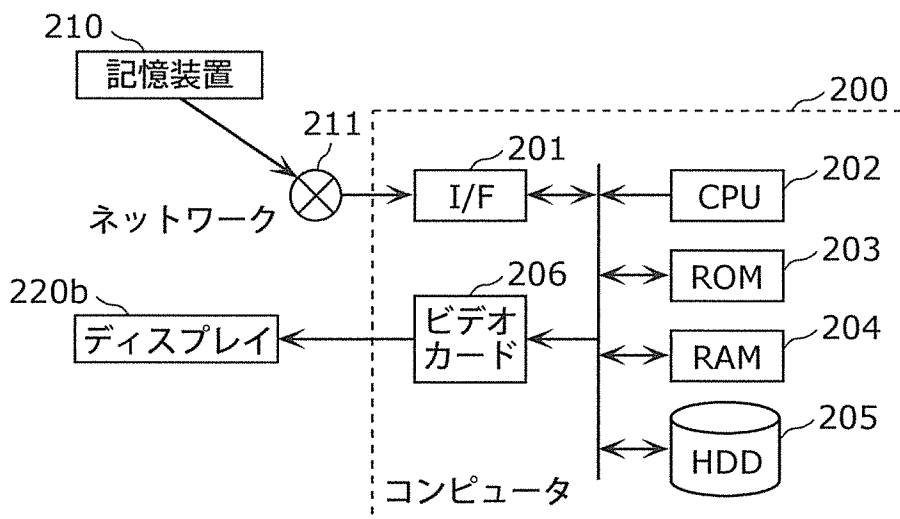 210
記憶装置
200
211
201
I/F
202
CPU
ネットワーク
203
ROM
220b
ディスプレイ
206
ビデオ
カード
204
RAM
205
HDD
コンピュータ